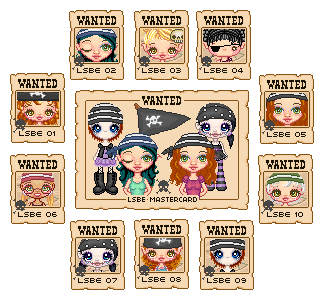 WANTED
LSBE 02
WANTED
LSBE 03
WANTED
LSBE 04
WANTED
LSBE 01
WANTED
LSBE-MASTERCARD
WANTED
LSBE 05
WANTED
LSBE 06
WANTED
LSBE 10
WANTED
LSBE 07
WANTED
LSBE 08
WANTED
LSBE 09